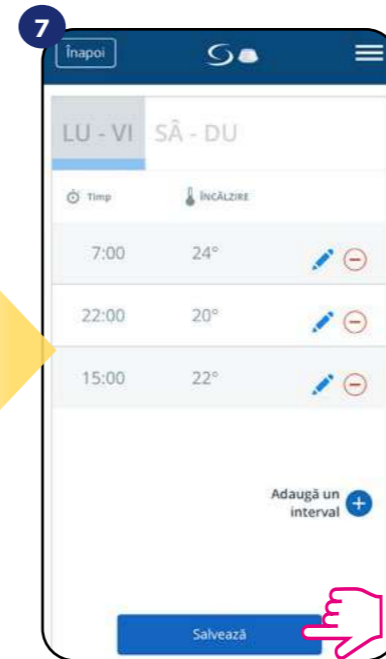 7
Înapoi
LU - VI SÂ - DU
Timp ÎNCĂLZIRE
7:00 24°
22:00 20°
15:00 22°
Adaugă un
interval
Salvează